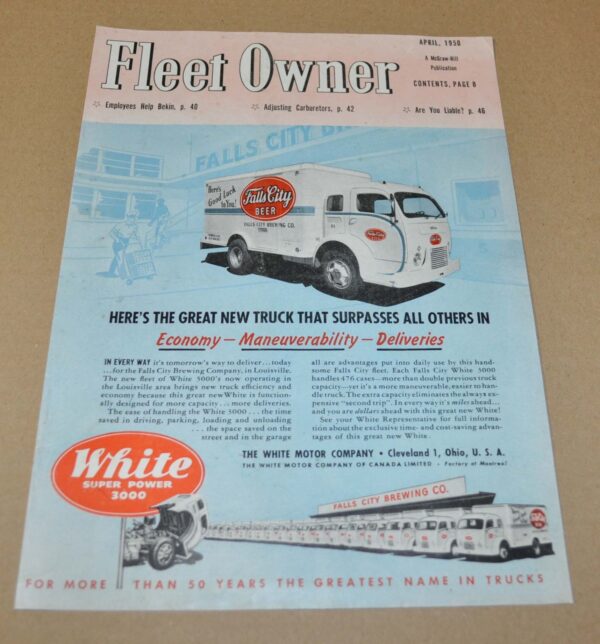 Fleet Owner
APRIL, 1950
A McGraw-Hill
Publication
CONTENTS, PAGE 8
☆ Employees Help Bekin, p. 40
☆ Adjusting Carburetors, p. 42
☆ Are You Liable? p. 46
FALLS CITY
"Here's
Good Luck
to You!"
Falls City
BEER
FALLS CITY BREWING CO.
HERE'S THE GREAT NEW TRUCK THAT SURPASSES ALL OTHERS IN
Economy — Maneuverability — Deliveries
IN EVERY WAY it's tomorrow's way to deliver...today
...for the Falls City Brewing Company, in Louisville.
The new fleet of White 3000's now operating in
the Louisville area brings new truck efficiency and
economy because this great new White is function-
ally designed for more capacity ... more deliveries.
The ease of handling the White 3000 ... the time
saved in driving, parking, loading and unloading
... the space saved on the
street and in the garage
all are advantages put into daily use by this hand-
some Falls City fleet. Each Falls City White 3000
handles 476 cases—more than double previous truck
capacity—yet it's a more maneuverable, easier to han-
dle truck. The extra capacity eliminates the always ex-
pensive "second trip". In every way it's miles ahead...
and you are dollars ahead with this great new White!
See your White Representative for full infor-
mation about the exclusive time- and cost-saving advan-
tages of this great new White.
THE WHITE MOTOR COMPANY • Cleveland 1, Ohio, U. S. A.
THE WHITE MOTOR COMPANY OF CANADA LIMITED - Factory at Montreal
White
SUPER POWER
3000
FALLS CITY BREWING CO.
FOR MORE THAN 50 YEARS THE GREATEST NAME IN TRUCKS